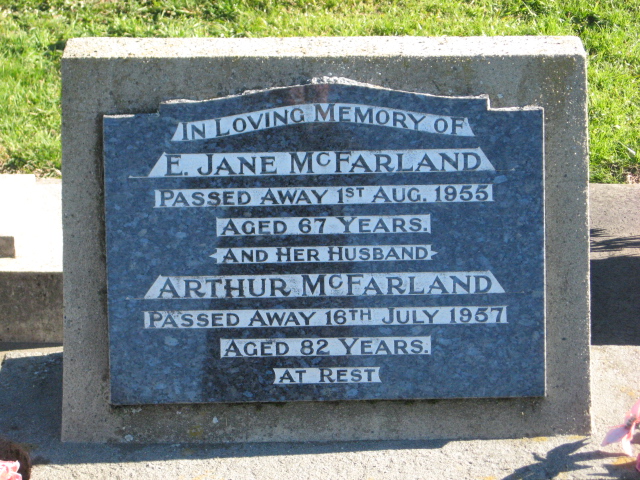 IN LOVING MEMORY OF
E. JANE MCFARLAND
PASSED AWAY 1ST AUG. 1955
AGED 67 YEARS.
AND HER HUSBAND
ARTHUR MCFARLAND
PASSED AWAY 16TH JULY 1957
AGED 82 YEARS.
AT REST